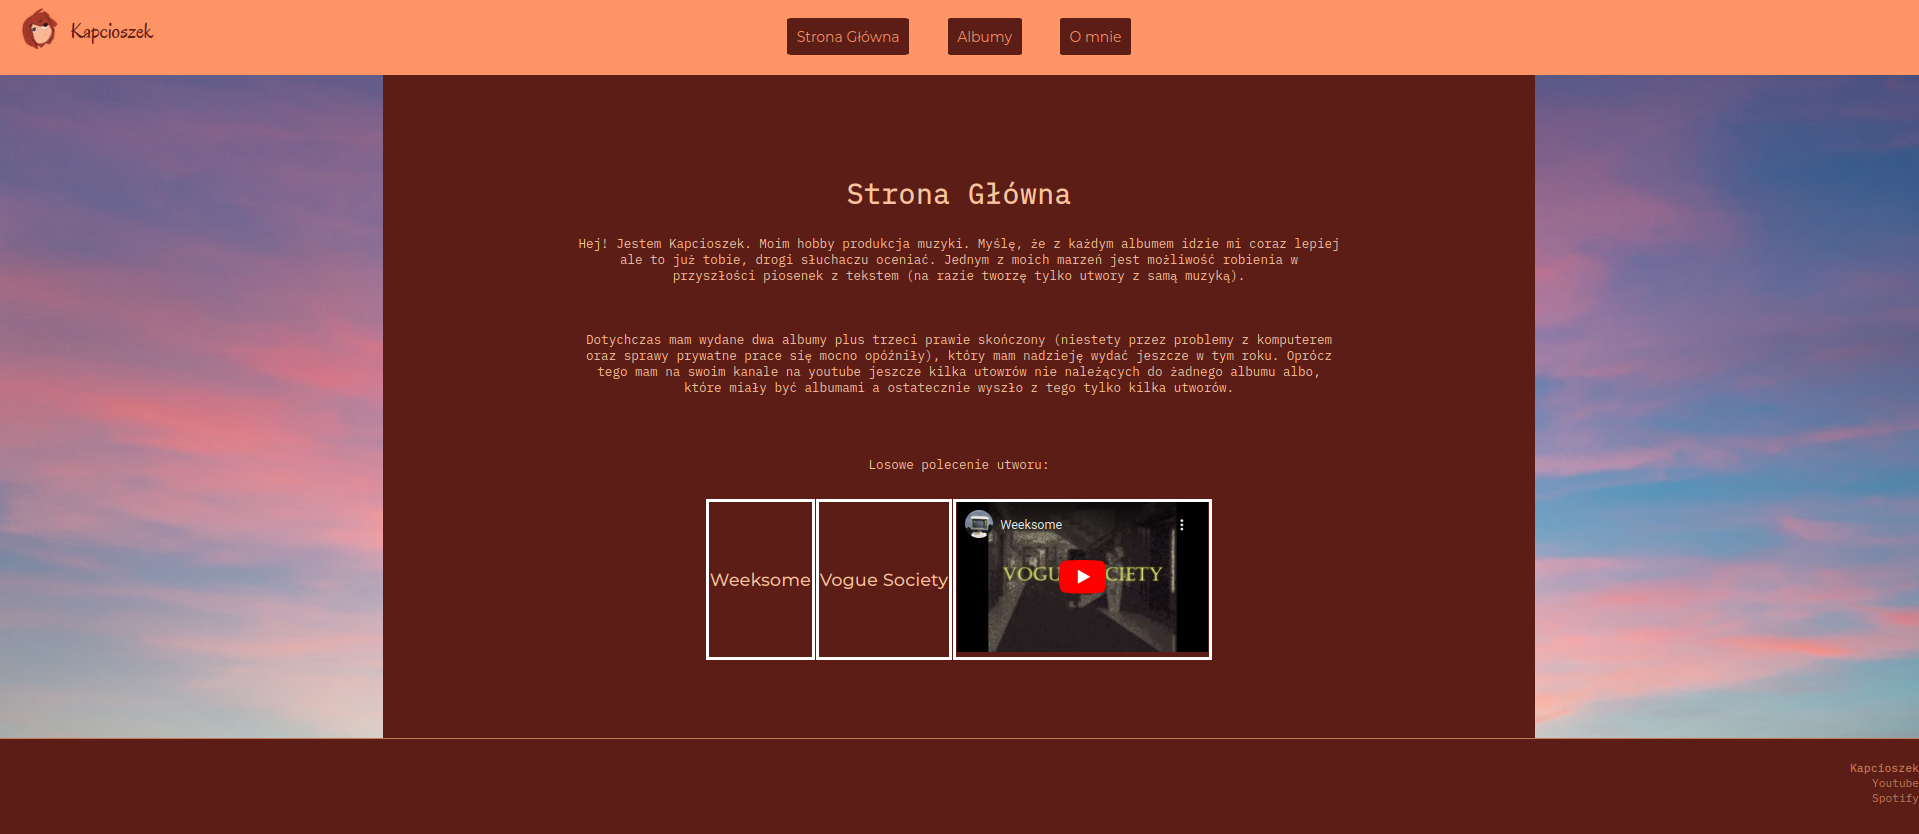 Kapcioszek
Strona Główna
Albumy
O mnie
Strona Główna
Hej! Jestem Kapcioszek. Moim hobby produkcja muzyki. Myślę, że z każdym albumem idzie mi coraz lepiej
ale to już tobie, drogi słuchaczu oceniać. Jednym z moich marzeń jest możliwość robienia w
przyszłości piosenek z tekstem (na razie tworzę tylko utwory z samą muzyką).
Dotychczas mam wydane dwa albumy plus trzeci prawie skończony (niestety przez problemy z komputerem
oraz sprawy prywatne prace się mocno opóźniły), który mam nadzieję wydać jeszcze w tym roku. Oprócz
tego mam na swoim kanale na youtube jeszcze kilka utowrów nie należących do żadnego albumu albo,
które miały być albumami a ostatecznie wyszło z tego tylko kilka utworów.
Losowe polecenie utworu:
Weeksome
Vogue Society
Weeksome
VOGU CIETY
Kapcioszek
Youtube
Spotify